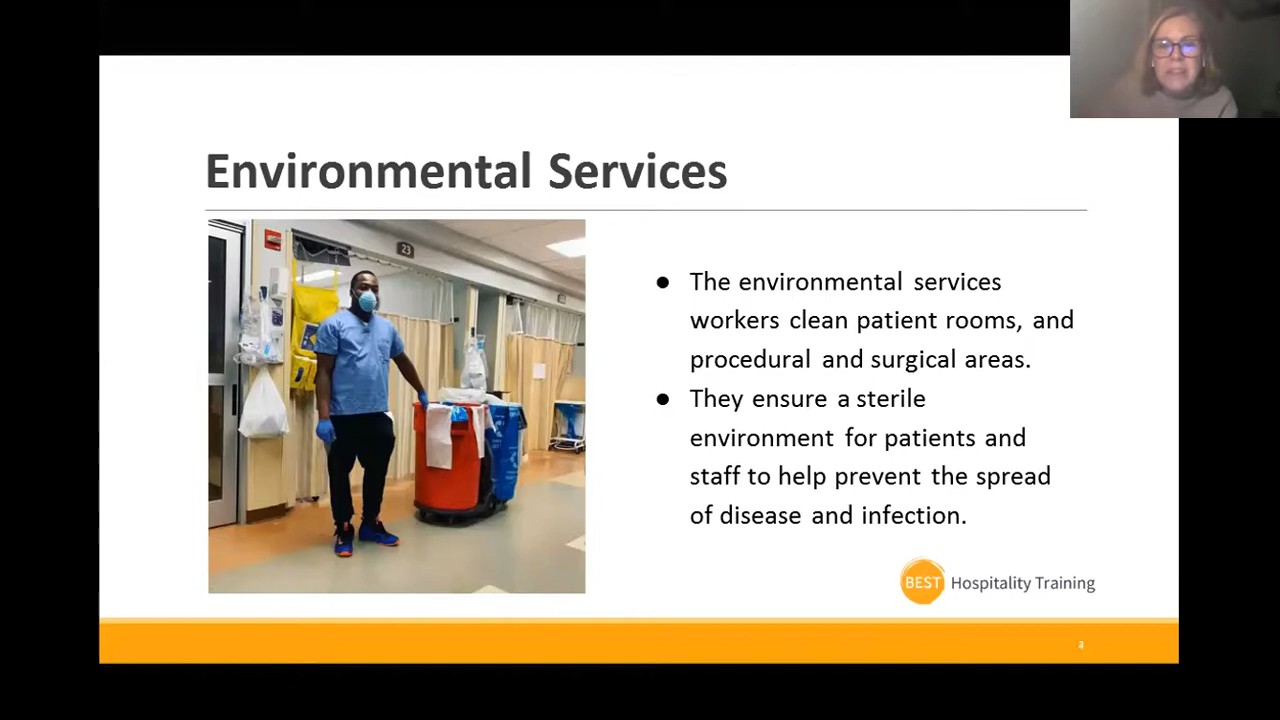 Environmental Services
23
● The environmental services
workers clean patient rooms, and
procedural and surgical areas.
● They ensure a sterile
environment for patients and
staff to help prevent the spread
of disease and infection.
BEST Hospitality Training